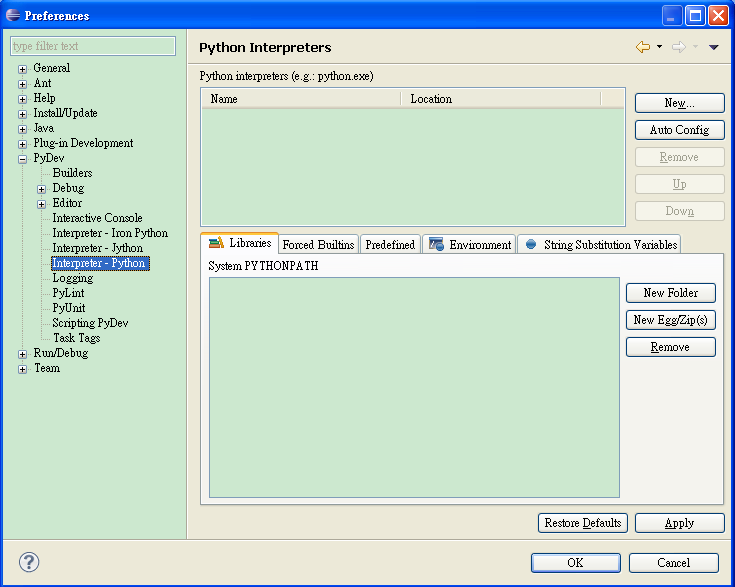 Preferences
type filter text
General
Ant
Help
Install/Update
Java
Plug-in Development
PyDev
Builders
Debug
Editor
Interactive Console
Interpreter - Iron Python
Interpreter - Jython
Interpreter - Python
Logging
PyLint
PyUnit
Scripting PyDev
Task Tags
Run/Debug
Team
Python Interpreters
Python interpreters (e.g.: python.exe)
Name Location
New...
Auto Config
Remove
Up
Down
Libraries Forced Builtins Predefined Environment String Substitution Variables
System PYTHONPATH
New Folder
New Egg/Zip(s)
Remove
Restore Defaults Apply
? OK Cancel